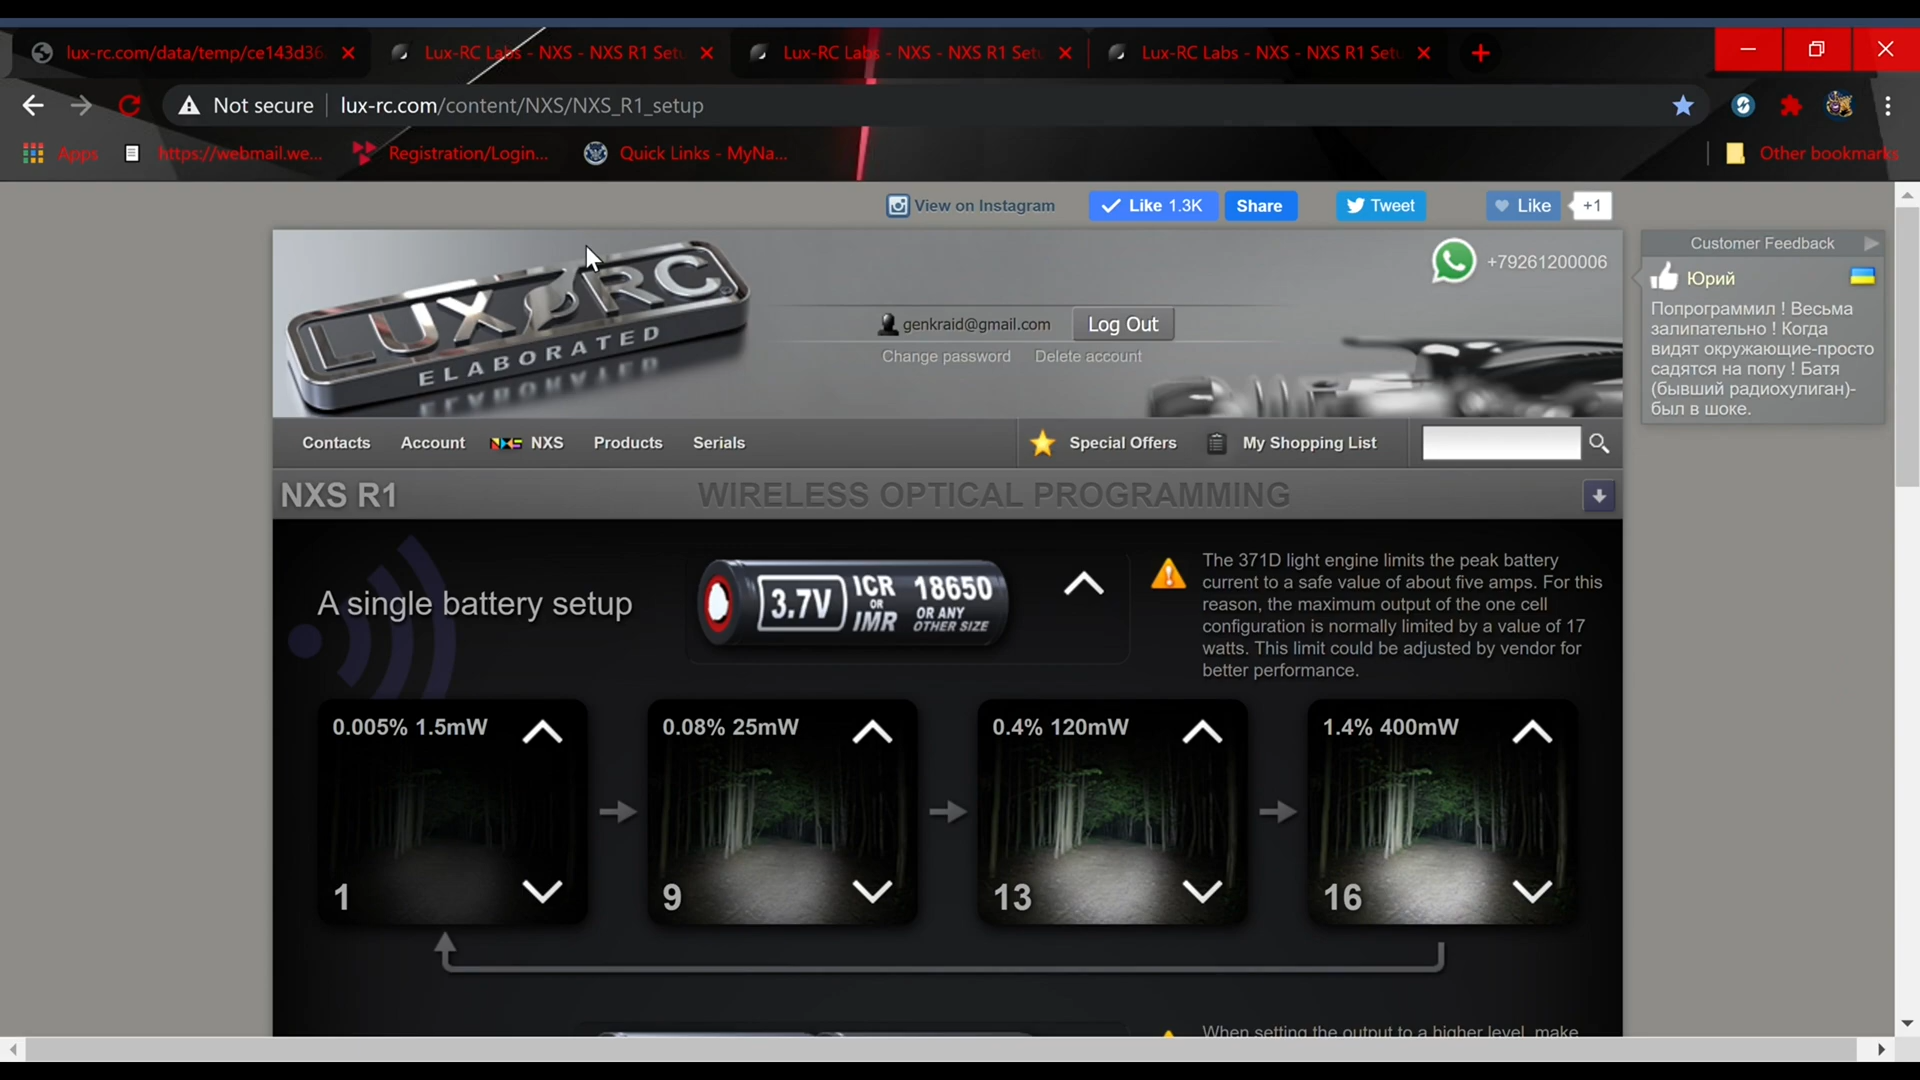 lux-rc.com/data/temp/ce143d36
Lux-RC Labs - NXS - NXS R1 Setu
Lux-RC Labs - NXS - NXS R1 Setu
Lux-RC Labs - NXS - NXS R1 Setu
Not secure
lux-rc.com/content/NXS/NXS_R1_setup
Apps
https://webmail.we...
Registration/Login...
Quick Links - MyNa...
Other bookmarks
View on Instagram
Like 1.3K
Share
Tweet
Like
+1
LUX RC
ELABORATED
genkraid@gmail.com
Log Out
Change password
Delete account
+79261200006
Customer Feedback
Юрий
Попрограммил ! Весьма
залипательно ! Когда
видят окружающие-просто
садятся на попу ! Батя
(бывший радиохулиган)-
был в шоке.
Contacts
Account
NXS NXS
Products
Serials
Special Offers
My Shopping List
NXS R1
WIRELESS OPTICAL PROGRAMMING
A single battery setup
3.7V
ICR OR IMR
18650
OR ANY
OTHER SIZE
The 371D light engine limits the peak battery
current to a safe value of about five amps. For this
reason, the maximum output of the one cell
configuration is normally limited by a value of 17
watts. This limit could be adjusted by vendor for
better performance.
0.005% 1.5mW
1
0.08% 25mW
9
0.4% 120mW
13
1.4% 400mW
16
When setting the output to a higher level, make